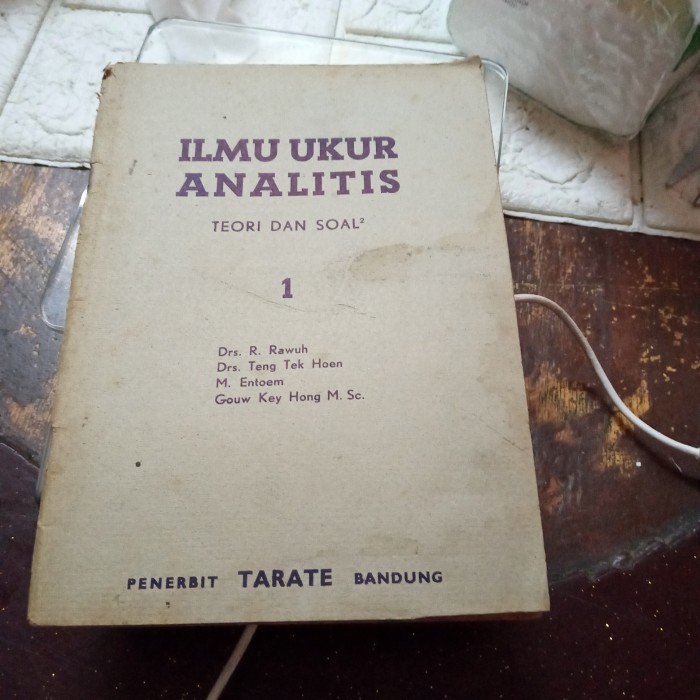 ILMU UKUR
ANALITIS
TEORI DAN SOAL²
1
Drs. R. Rawuh
Drs. Teng Tek Hoen
M. Entoem
Gouw Key Hong M. Sc.
PENERBIT TARATE BANDUNG